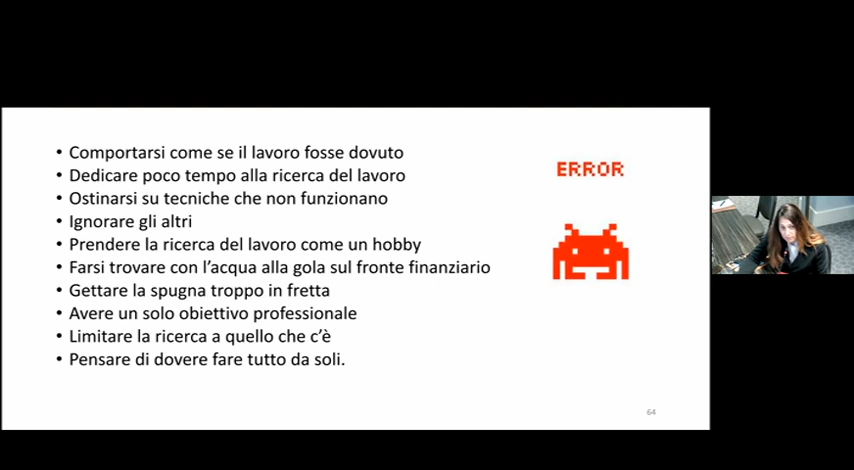 • Comportarsi come se il lavoro fosse dovuto
• Dedicare poco tempo alla ricerca del lavoro
• Ostinarsi su tecniche che non funzionano
• Ignorare gli altri
• Prendere la ricerca del lavoro come un hobby
• Farsi trovare con l’acqua alla gola sul fronte finanziario
• Gettare la spugna troppo in fretta
• Avere un solo obiettivo professionale
• Limitare la ricerca a quello che c’è
• Pensare di dovere fare tutto da soli.
ERROR
64